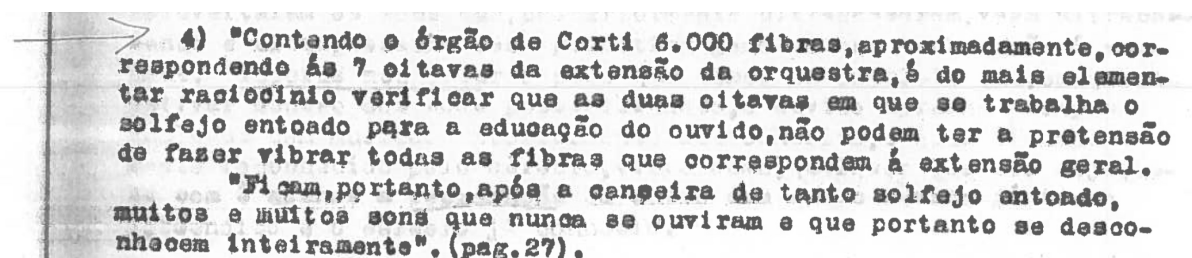 4) "Contendo o órgão de Corti 6.000 fibras,aproximadamente,cor-
respondendo ás 7 oitavas da extensão da orquestra,é do mais elemen-
tar raciocinio verificar que as duas oitavas em que se trabalha o
solfejo entoado para a educação do ouvido,não podem ter a pretensão
de fazer vibrar todas as fibras que correspondem á extensão geral.
"Ficam,portanto,após a canseira de tanto solfejo entoado,
muitos e muitos sons que nunca se ouviram e que portanto se desco-
nhecem inteiramente". (pag.27).